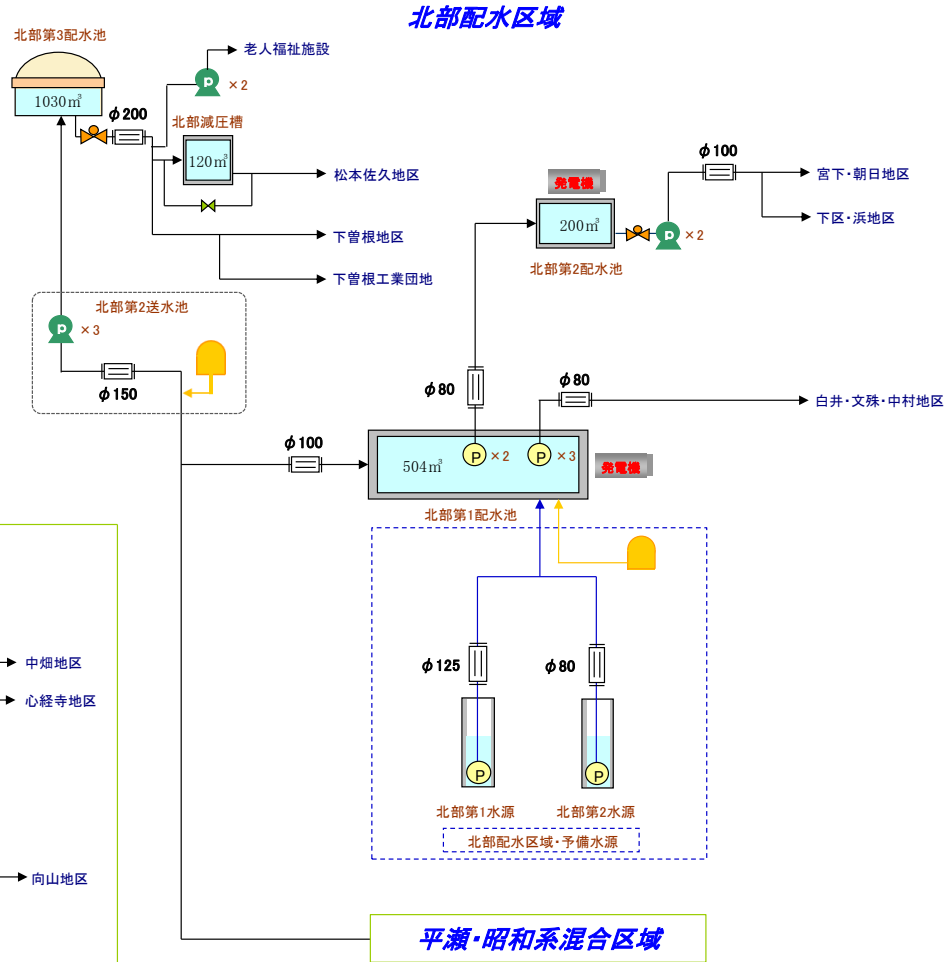 北部配水区域
北部第3配水池
老人福祉施設
p
×2
1030㎥
φ200
北部減圧槽
120㎥
松本佐久地区
下曽根地区
下曽根工業団地
発電機
200㎥
p
×2
φ100
宮下・朝日地区
下区・浜地区
北部第2配水池
北部第2送水池
p
×3
φ150
φ80
φ80
白井・文殊・中村地区
φ100
504㎥
P
×2
P
×3
発電機
北部第1配水池
中畑地区
心経寺地区
φ125
φ80
P
P
北部第1水源
北部第2水源
北部配水区域・予備水源
向山地区
平瀬・昭和系混合区域